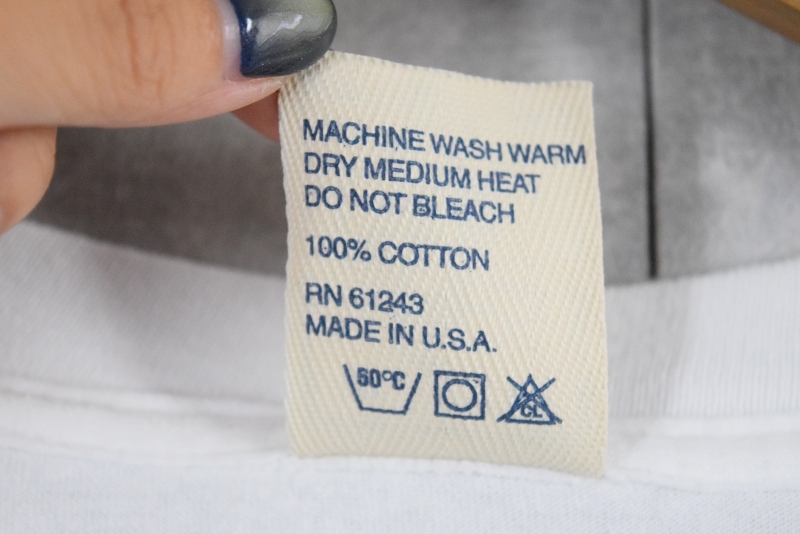 MACHINE WASH WARM
DRY MEDIUM HEAT
DO NOT BLEACH
100% COTTON
RN 61243
MADE IN U.S.A.
50°C CL